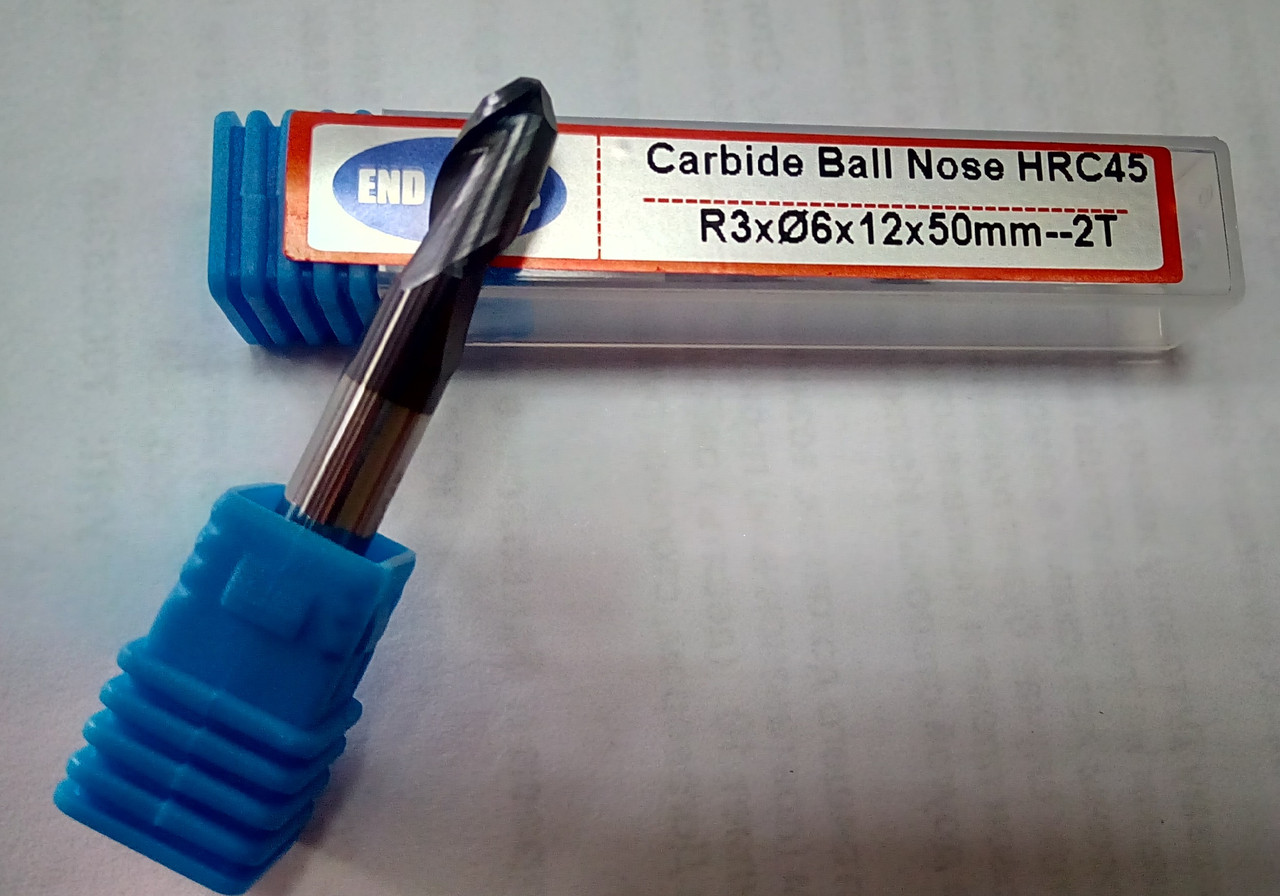 END
Carbide Ball Nose HRC45
R3xØ6x12x50mm--2T